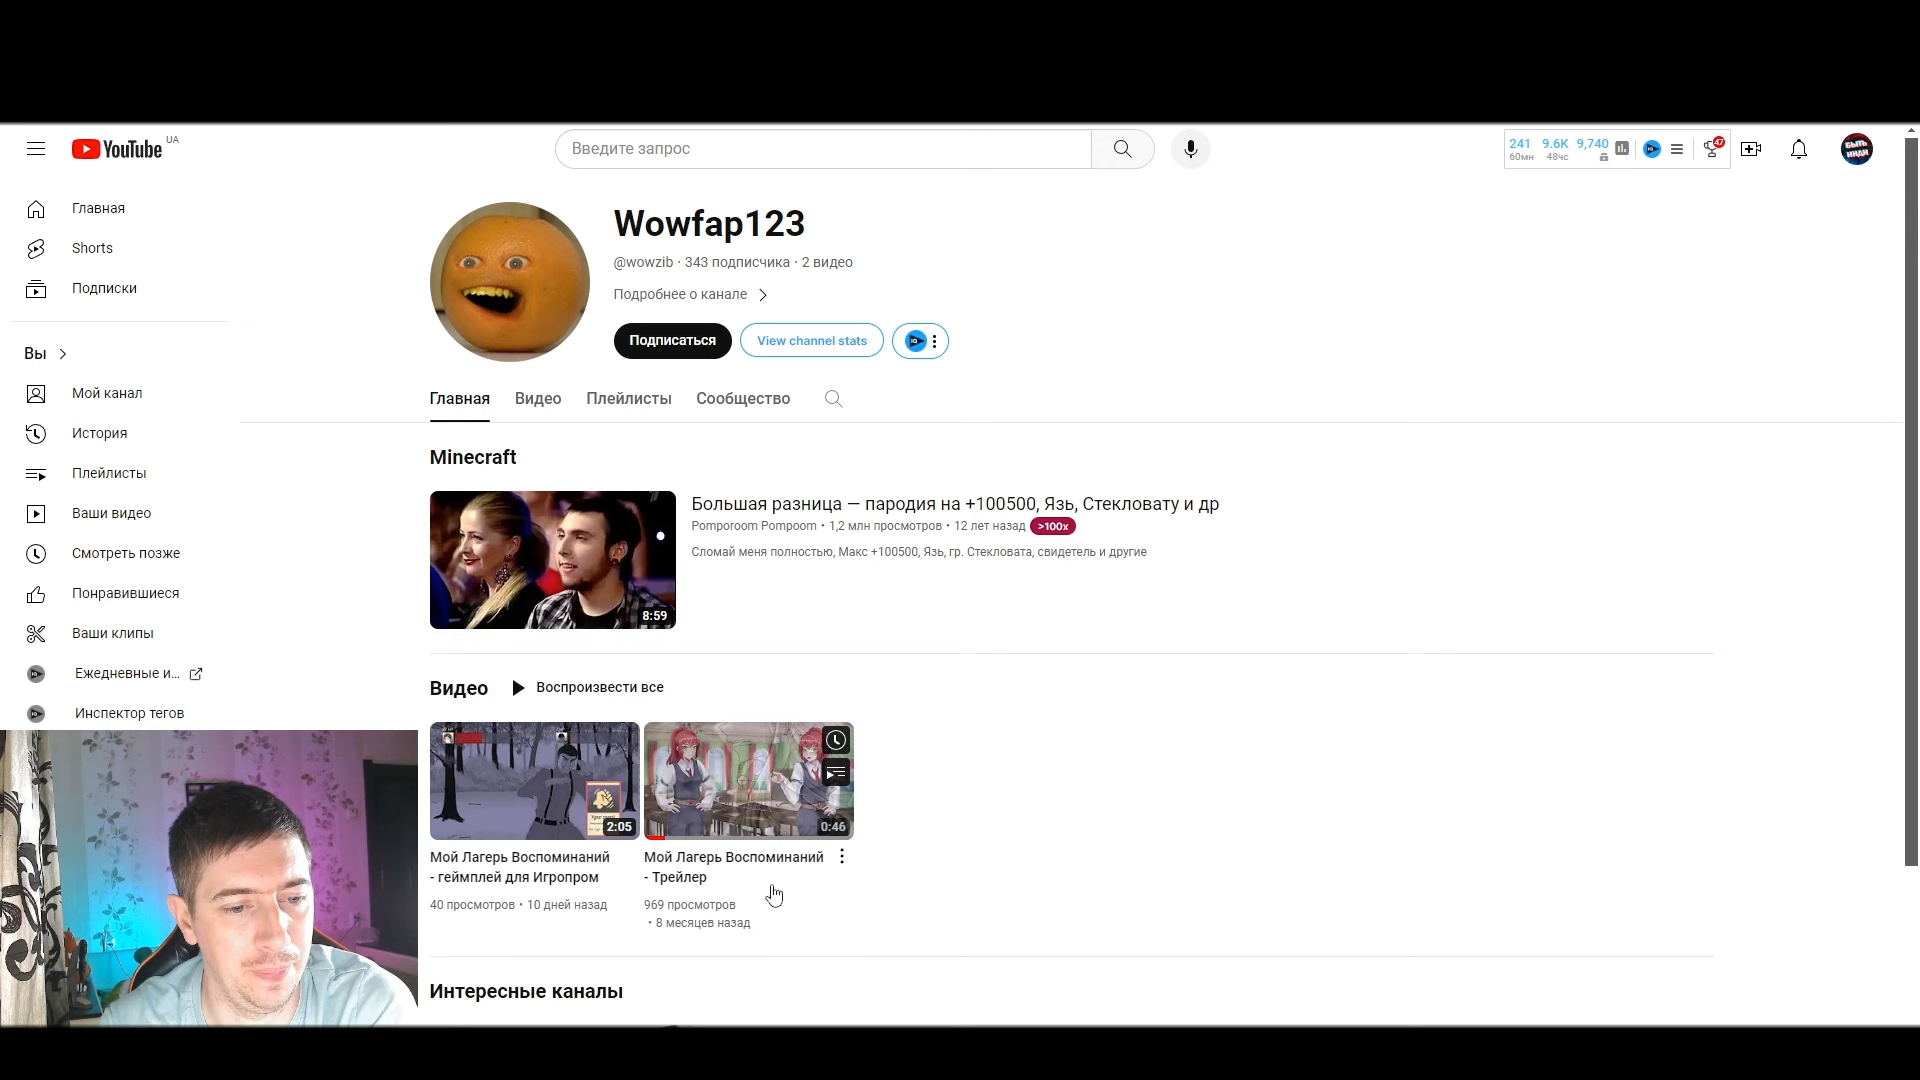 YouTube UA
Введите запрос
241 9.6K 9,740
60мн 48чс
47
БЫТЬ
ИНДИ
Главная
Shorts
Подписки
Вы
Мой канал
История
Плейлисты
Ваши видео
Смотреть позже
Понравившиеся
Ваши клипы
Ежедневные и...
Инспектор тегов
Wowfap123
@wowzib · 343 подписчика · 2 видео
Подробнее о канале
Подписаться
View channel stats
Главная Видео Плейлисты Сообщество
Minecraft
8:59
Большая разница — пародия на +100500, Язь, Стекловату и др
Pomporoom Pompoom • 1,2 млн просмотров • 12 лет назад >100x
Сломай меня полностью, Макс +100500, Язь, гр. Стекловата, свидетель и другие
Видео Воспроизвести все
2:05
0:46
Мой Лагерь Воспоминаний
- геймплей для Игропром
40 просмотров • 10 дней назад
Мой Лагерь Воспоминаний
- Трейлер
969 просмотров
• 8 месяцев назад
Интересные каналы